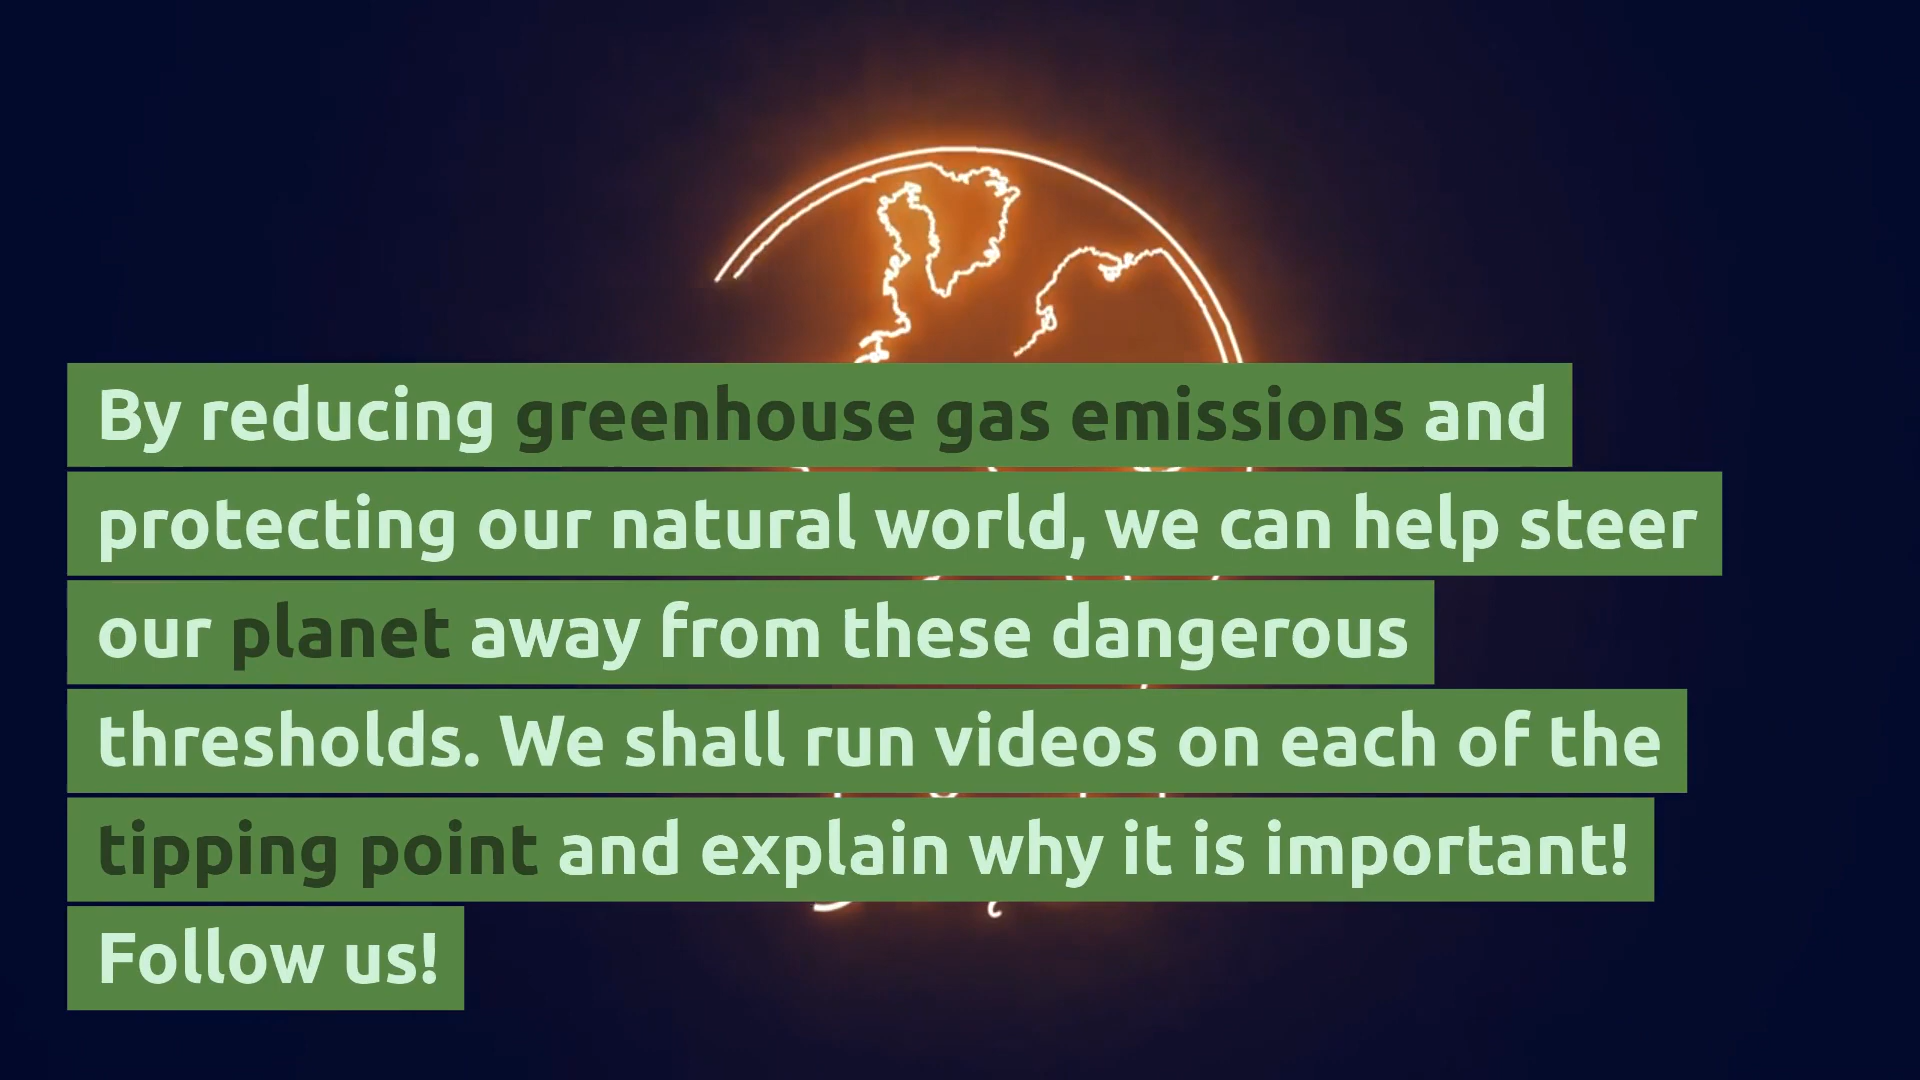 By reducing greenhouse gas emissions and
protecting our natural world, we can help steer
our planet away from these dangerous
thresholds. We shall run videos on each of the
tipping point and explain why it is important!
Follow us!